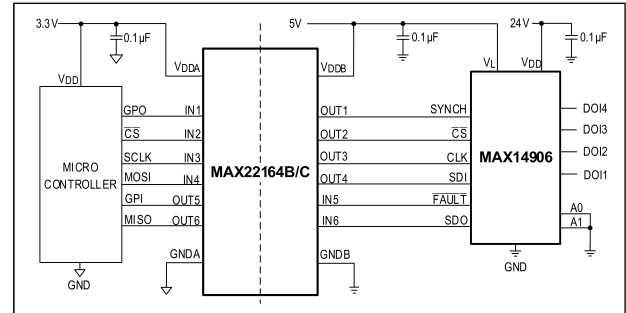 3.3V
0.1µF
5V
0.1µF
24V
0.1µF
VDD
VDDA
VDDB
VL
VDD
GPO
IN1
OUT1
SYNCH
DOI4
CS
IN2
OUT2
CS
DOI3
SCLK
IN3
OUT3
CLK
DOI2
MOSI
IN4
OUT4
SDI
DOI1
GPI
OUT5
IN5
FAULT
MISO
OUT6
IN6
SDO
A0
A1
MICRO
CONTROLLER
MAX22164B/C
MAX14906
GNDA
GNDB
GND
GND